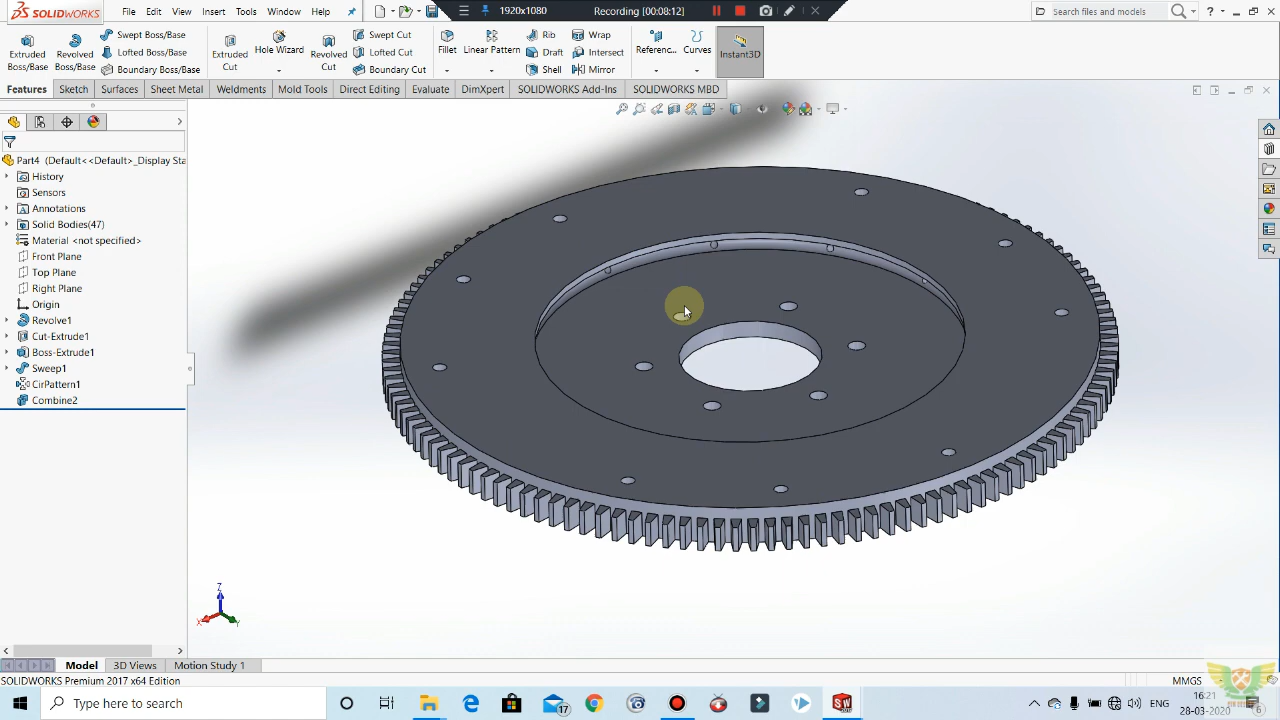 SOLIDWORKS
File Edit View Insert Tools Window Help
1920x1080 Recording [00:08:12]
Search files and models
Extruded Boss/Base
Revolved Boss/Base
Swept Boss/Base
Lofted Boss/Base
Boundary Boss/Base
Extruded Cut
Hole Wizard
Revolved Cut
Swept Cut
Lofted Cut
Boundary Cut
Fillet
Linear Pattern
Rib
Draft
Shell
Wrap
Intersect
Mirror
Referenc...
Curves
Instant3D
Features Sketch Surfaces Sheet Metal Weldments Mold Tools Direct Editing Evaluate DimXpert SOLIDWORKS Add-Ins SOLIDWORKS MBD
Part4 (Default<<Default>_Display Sta
History
Sensors
Annotations
Solid Bodies(47)
Material <not specified>
Front Plane
Top Plane
Right Plane
Origin
Revolve1
Cut-Extrude1
Boss-Extrude1
Sweep1
CirPattern1
Combine2
Z
X
Y
Model 3D Views Motion Study 1
SOLIDWORKS Premium 2017 x64 Edition
MMGS
Type here to search
17
ENG
16:21
28-03-2020
6